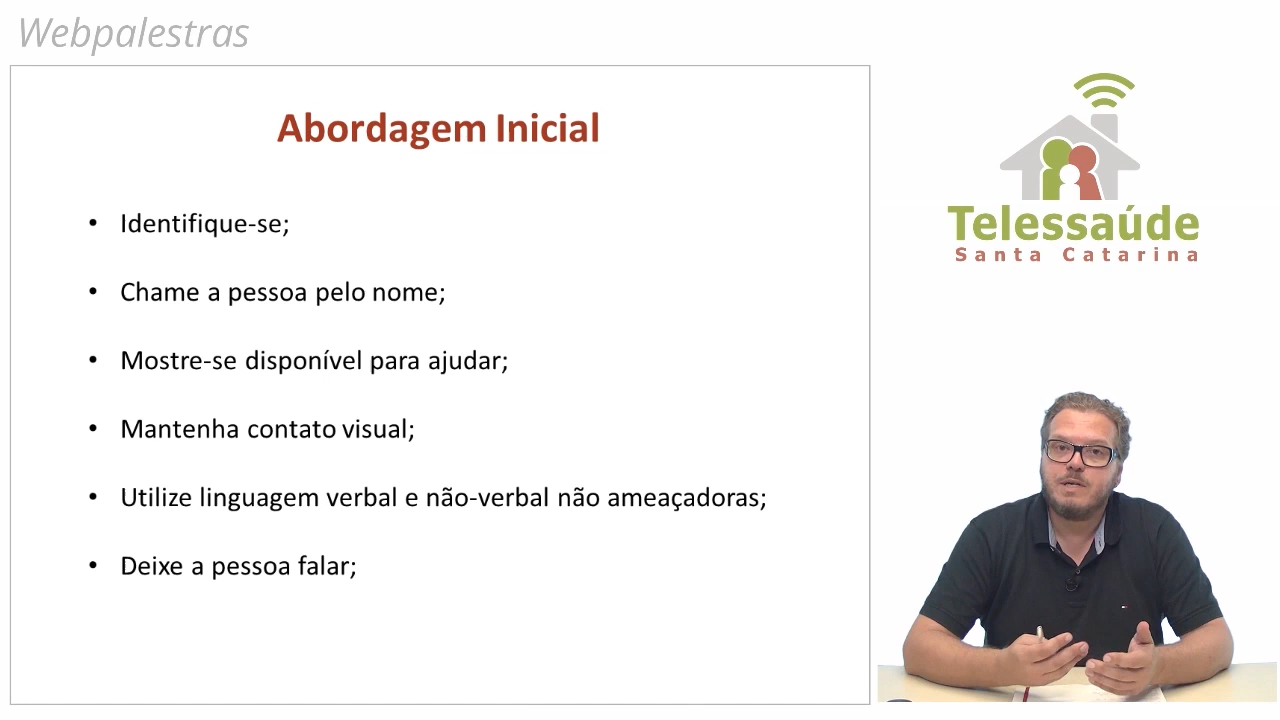 Webpalestras
Abordagem Inicial
• Identifique-se;
• Chame a pessoa pelo nome;
• Mostre-se disponível para ajudar;
• Mantenha contato visual;
• Utilize linguagem verbal e não-verbal não ameaçadoras;
• Deixe a pessoa falar;
Telessaúde
Santa Catarina